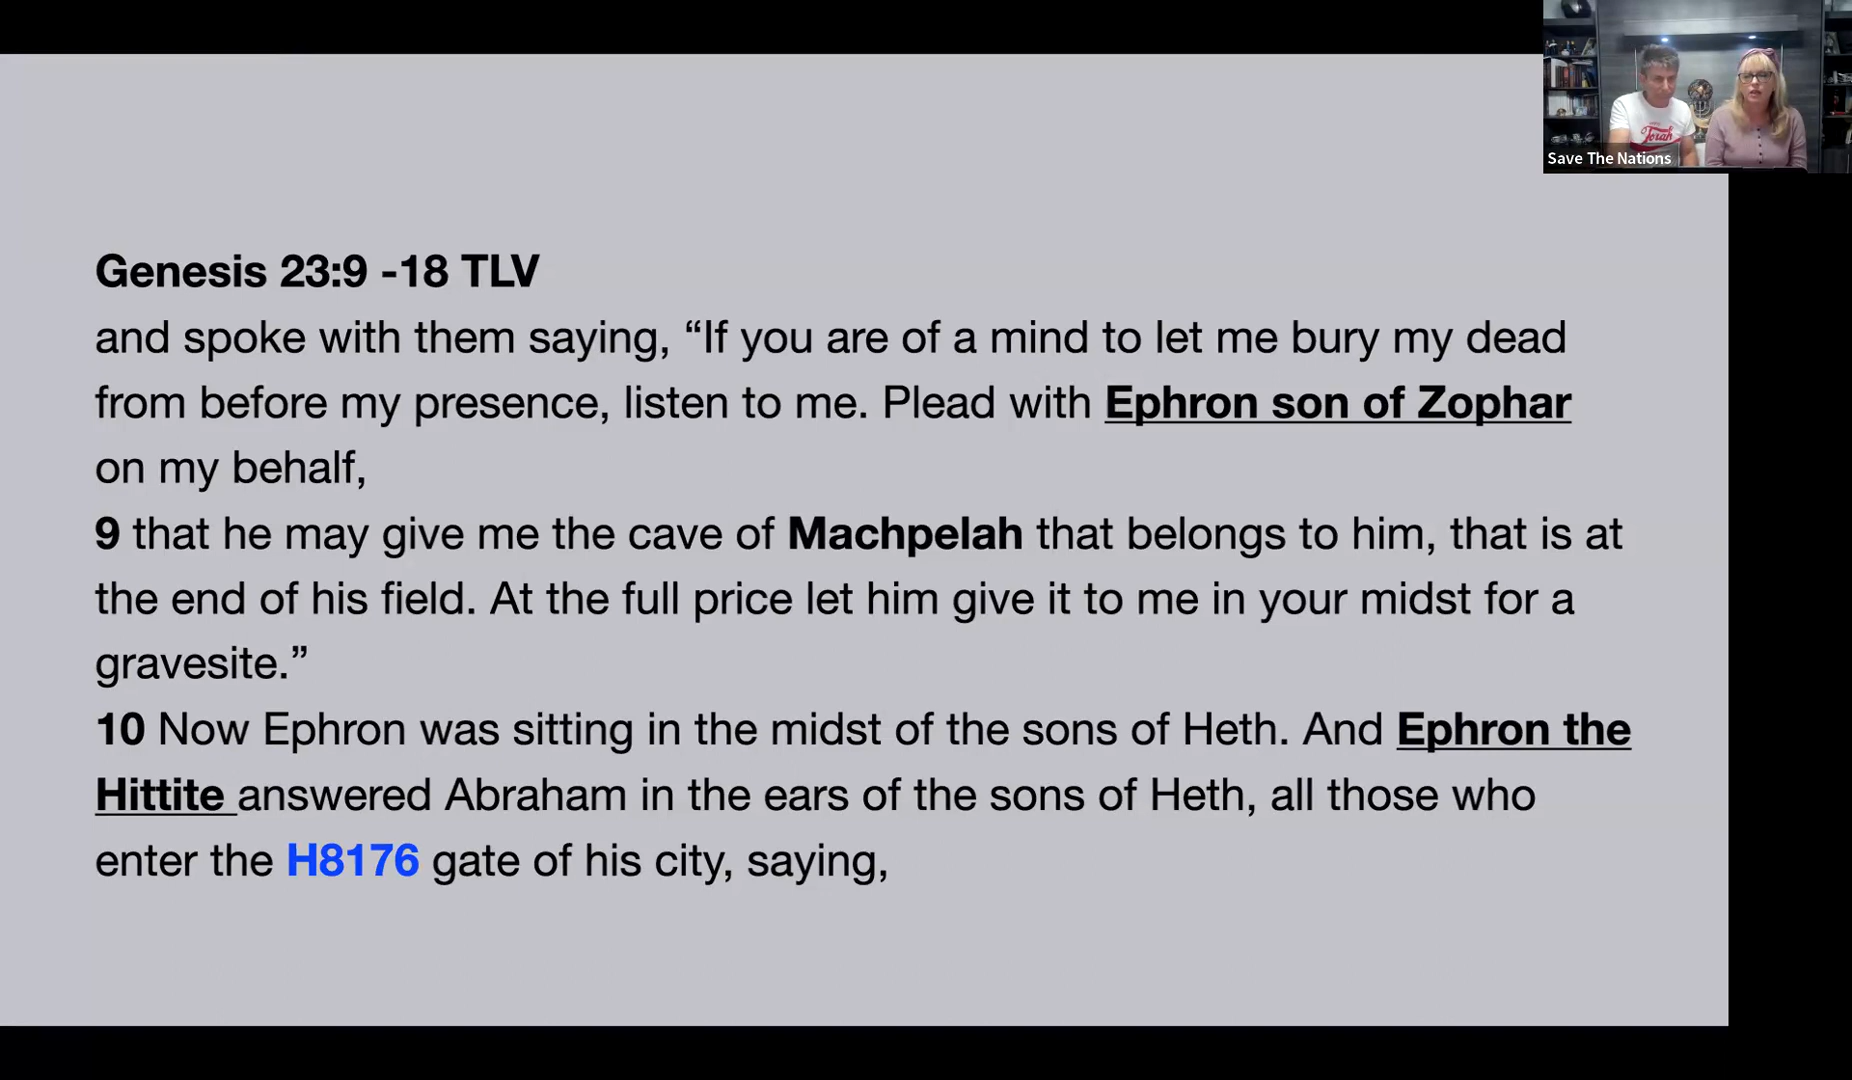 Torah
Save The Nations
Genesis 23:9 -18 TLV
and spoke with them saying, “If you are of a mind to let me bury my dead
from before my presence, listen to me. Plead with Ephron son of Zophar
on my behalf,
9 that he may give me the cave of Machpelah that belongs to him, that is at
the end of his field. At the full price let him give it to me in your midst for a
gravesite.”
10 Now Ephron was sitting in the midst of the sons of Heth. And Ephron the
Hittite answered Abraham in the ears of the sons of Heth, all those who
enter the H8176 gate of his city, saying,